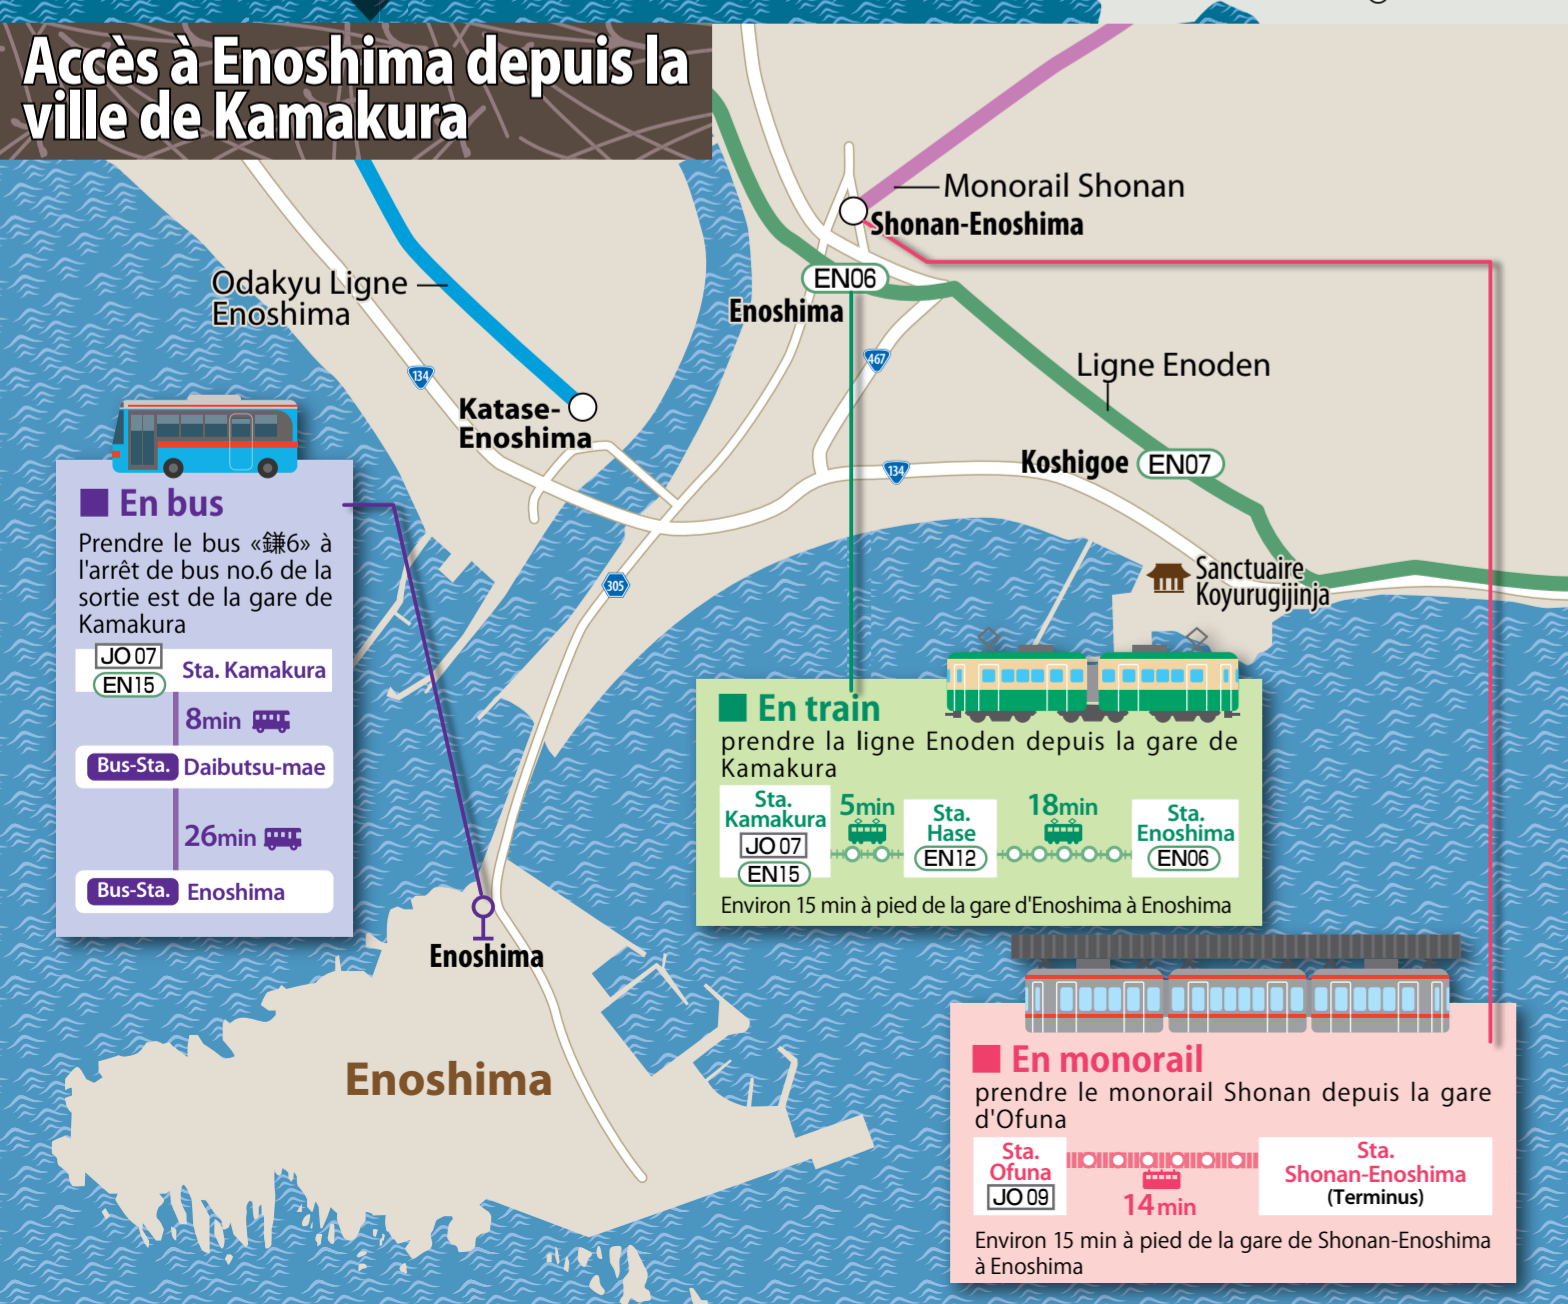 Accès à Enoshima depuis la
ville de Kamakura
Monorail Shonan
Shonan-Enoshima
Odakyu Ligne
Enoshima
EN06
Enoshima
467
Ligne Enoden
134
Katase-
Enoshima
134
Koshigoe EN07
305
Sanctuaire
Koyurugijinja
■ En bus
Prendre le bus «鎌6» à
l'arrêt de bus no.6 de la
sortie est de la gare de
Kamakura
JO 07
EN15
Sta. Kamakura
8min
Bus-Sta. Daibutsu-mae
26min
Bus-Sta. Enoshima
■ En train
prendre la ligne Enoden depuis la gare de
Kamakura
Sta.
Kamakura
JO 07
EN15
5min
Sta.
Hase
EN12
18min
Sta.
Enoshima
EN06
Environ 15 min à pied de la gare d'Enoshima à Enoshima
Enoshima
Enoshima
■ En monorail
prendre le monorail Shonan depuis la gare
d'Ofuna
Sta.
Ofuna
JO 09
14min
Sta.
Shonan-Enoshima
(Terminus)
Environ 15 min à pied de la gare de Shonan-Enoshima
à Enoshima